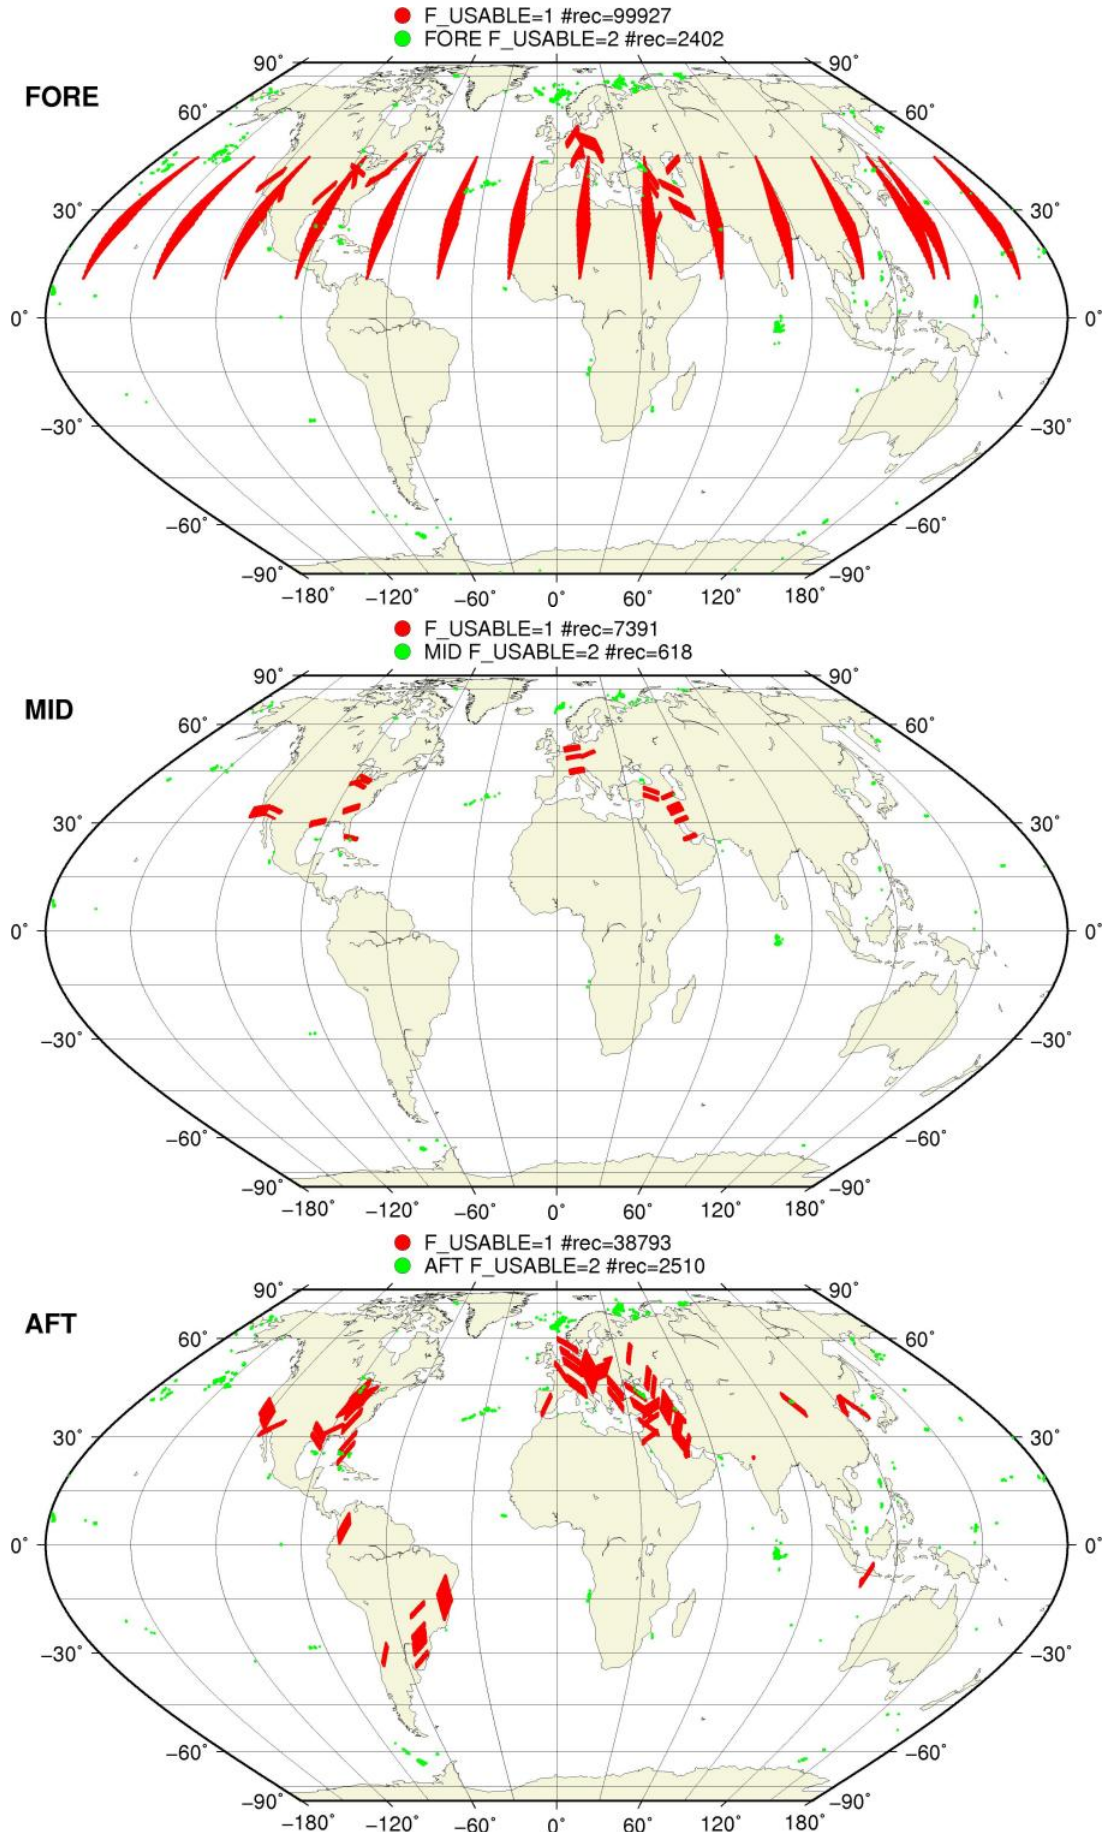 F_USABLE=1 #rec=99927
FORE F_USABLE=2 #rec=2402
FORE
90° 90°
60° 60°
30° 30°
0° 0°
−30° −30°
−60° −60°
−90° −90°
−180° −120° −60° 0° 60° 120° 180°
F_USABLE=1 #rec=7391
MID F_USABLE=2 #rec=618
MID
90° 90°
60° 60°
30° 30°
0° 0°
−30° −30°
−60° −60°
−90° −90°
−180° −120° −60° 0° 60° 120° 180°
F_USABLE=1 #rec=38793
AFT F_USABLE=2 #rec=2510
AFT
90° 90°
60° 60°
30° 30°
0° 0°
−30° −30°
−60° −60°
−90° −90°
−180° −120° −60° 0° 60° 120° 180°